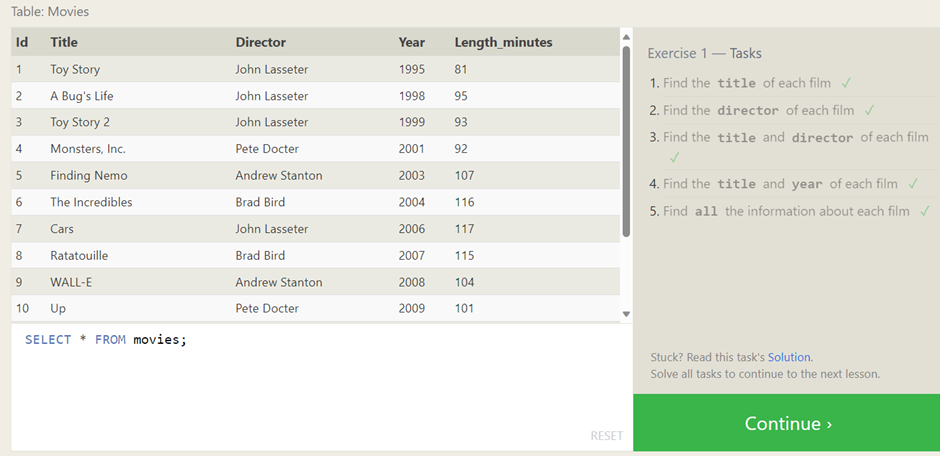 Table: Movies
Id Title Director Year Length_minutes
1 Toy Story John Lasseter 1995 81
2 A Bug's Life John Lasseter 1998 95
3 Toy Story 2 John Lasseter 1999 93
4 Monsters, Inc. Pete Docter 2001 92
5 Finding Nemo Andrew Stanton 2003 107
6 The Incredibles Brad Bird 2004 116
7 Cars John Lasseter 2006 117
8 Ratatouille Brad Bird 2007 115
9 WALL-E Andrew Stanton 2008 104
10 Up Pete Docter 2009 101
SELECT * FROM movies;
RESET
Exercise 1 — Tasks
1. Find the title of each film ✓
2. Find the director of each film ✓
3. Find the title and director of each film
✓
4. Find the title and year of each film ✓
5. Find all the information about each film ✓
Stuck? Read this task's Solution.
Solve all tasks to continue to the next lesson.
Continue ›